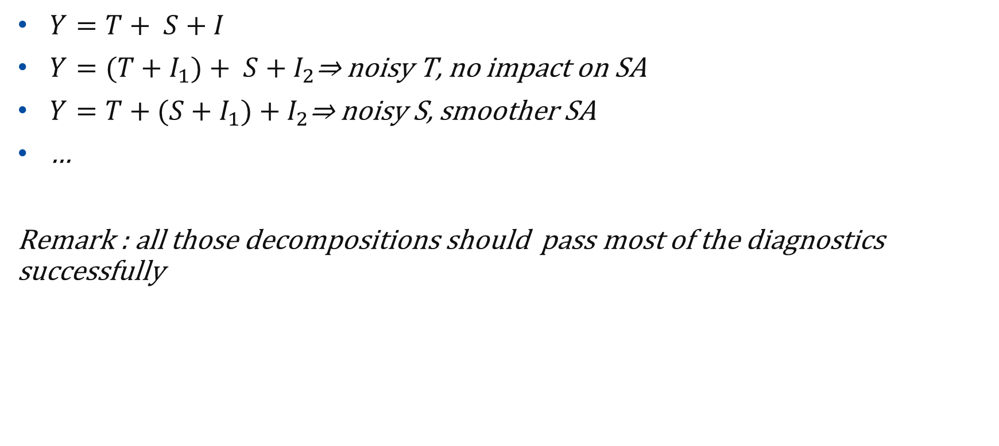 • Y = T + S + I
• Y = (T + I₁) + S + I₂ ⇒ noisy T, no impact on SA
• Y = T + (S + I₁) + I₂ ⇒ noisy S, smoother SA
• …
Remark : all those decompositions should pass most of the diagnostics
successfully